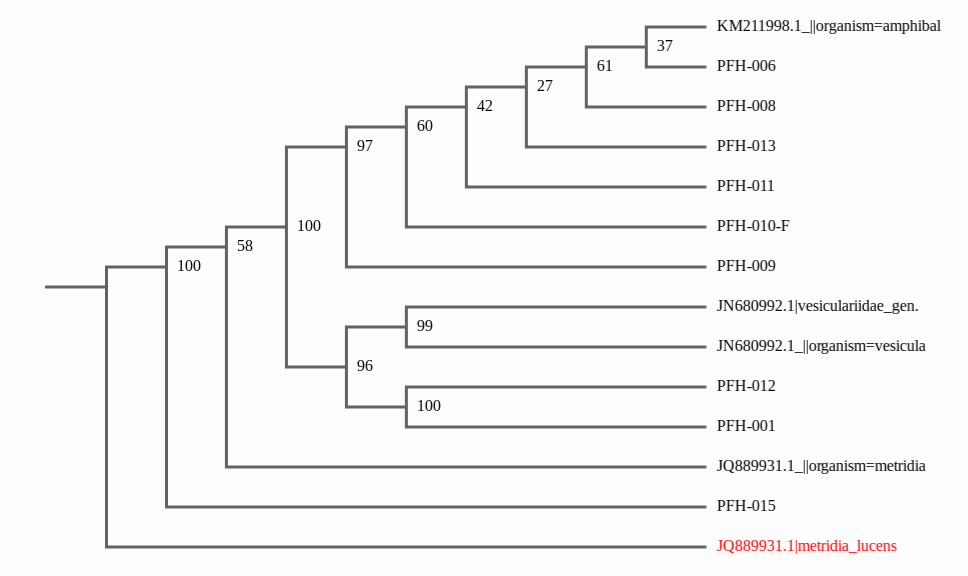 KM211998.1_||organism=amphibal
37
PFH-006
61
PFH-008
27
42
PFH-013
60
97
PFH-011
100
PFH-010-F
58
100
PFH-009
JN680992.1|vesiculariidae_gen.
99
JN680992.1_||organism=vesicula
96
PFH-012
100
PFH-001
JQ889931.1_||organism=metridia
PFH-015
JQ889931.1|metridia_lucens